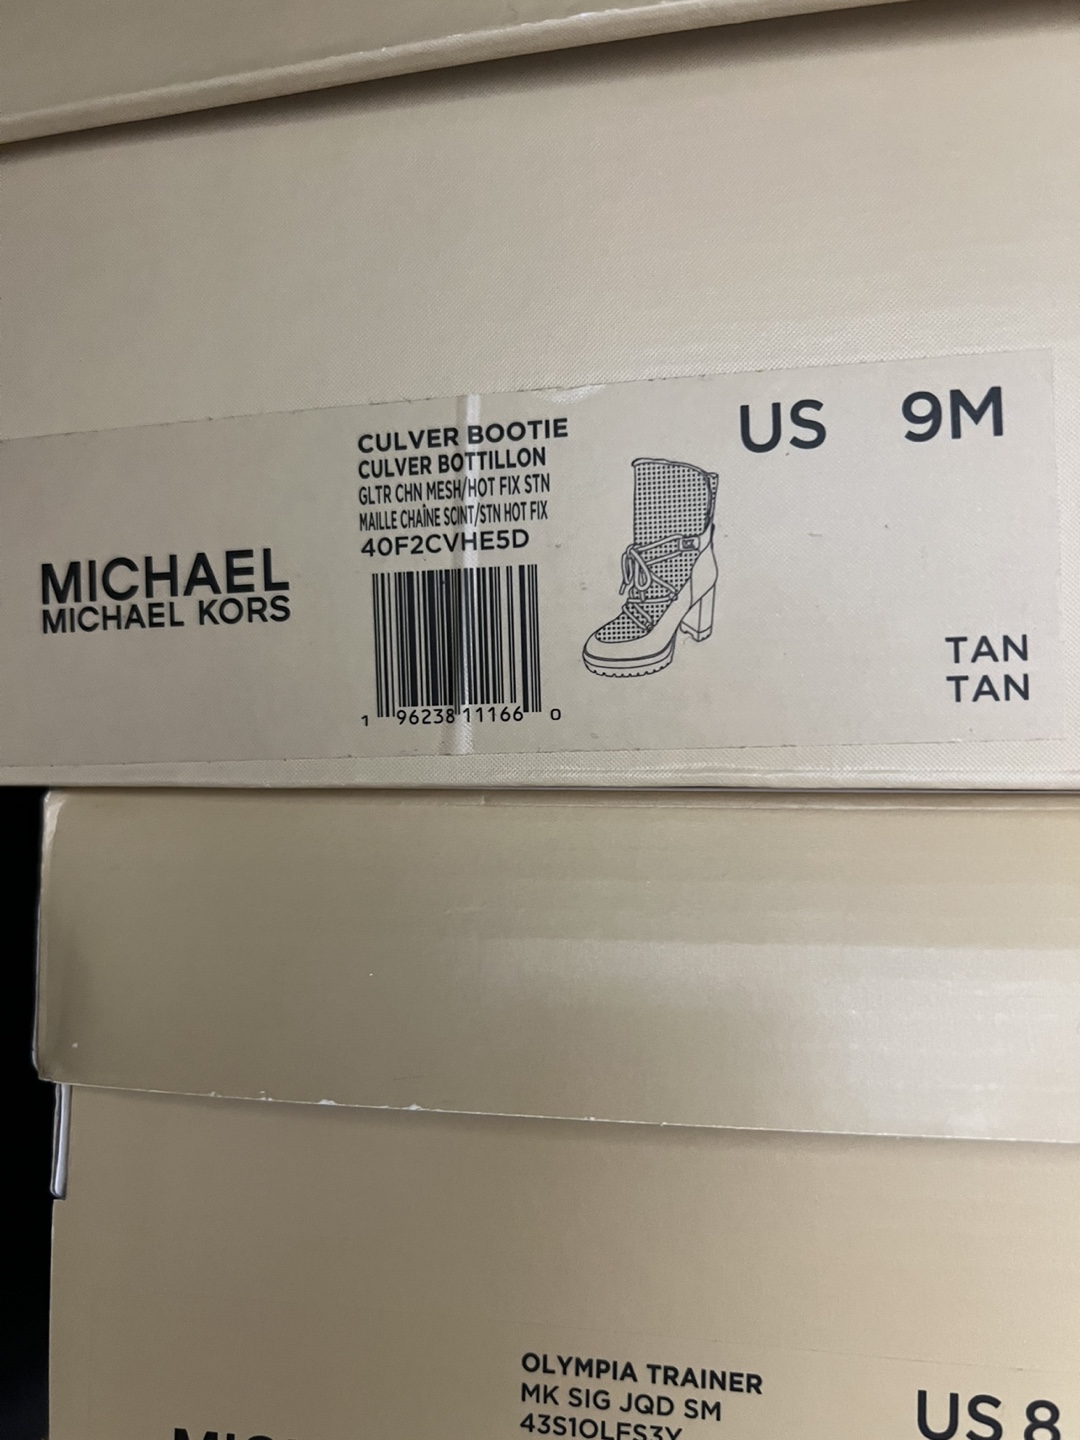 MICHAEL
MICHAEL KORS
CULVER BOOTIE
CULVER BOTTILLON
GLTR CHN MESH/HOT FIX STN
MAILLE CHAÎNE SCINT/STN HOT FIX
40F2CVHE5D
1 96238 11166 0
US 9M
TAN
TAN
OLYMPIA TRAINER
MK SIG JQD SM
43S1OLFS3Y
US 8